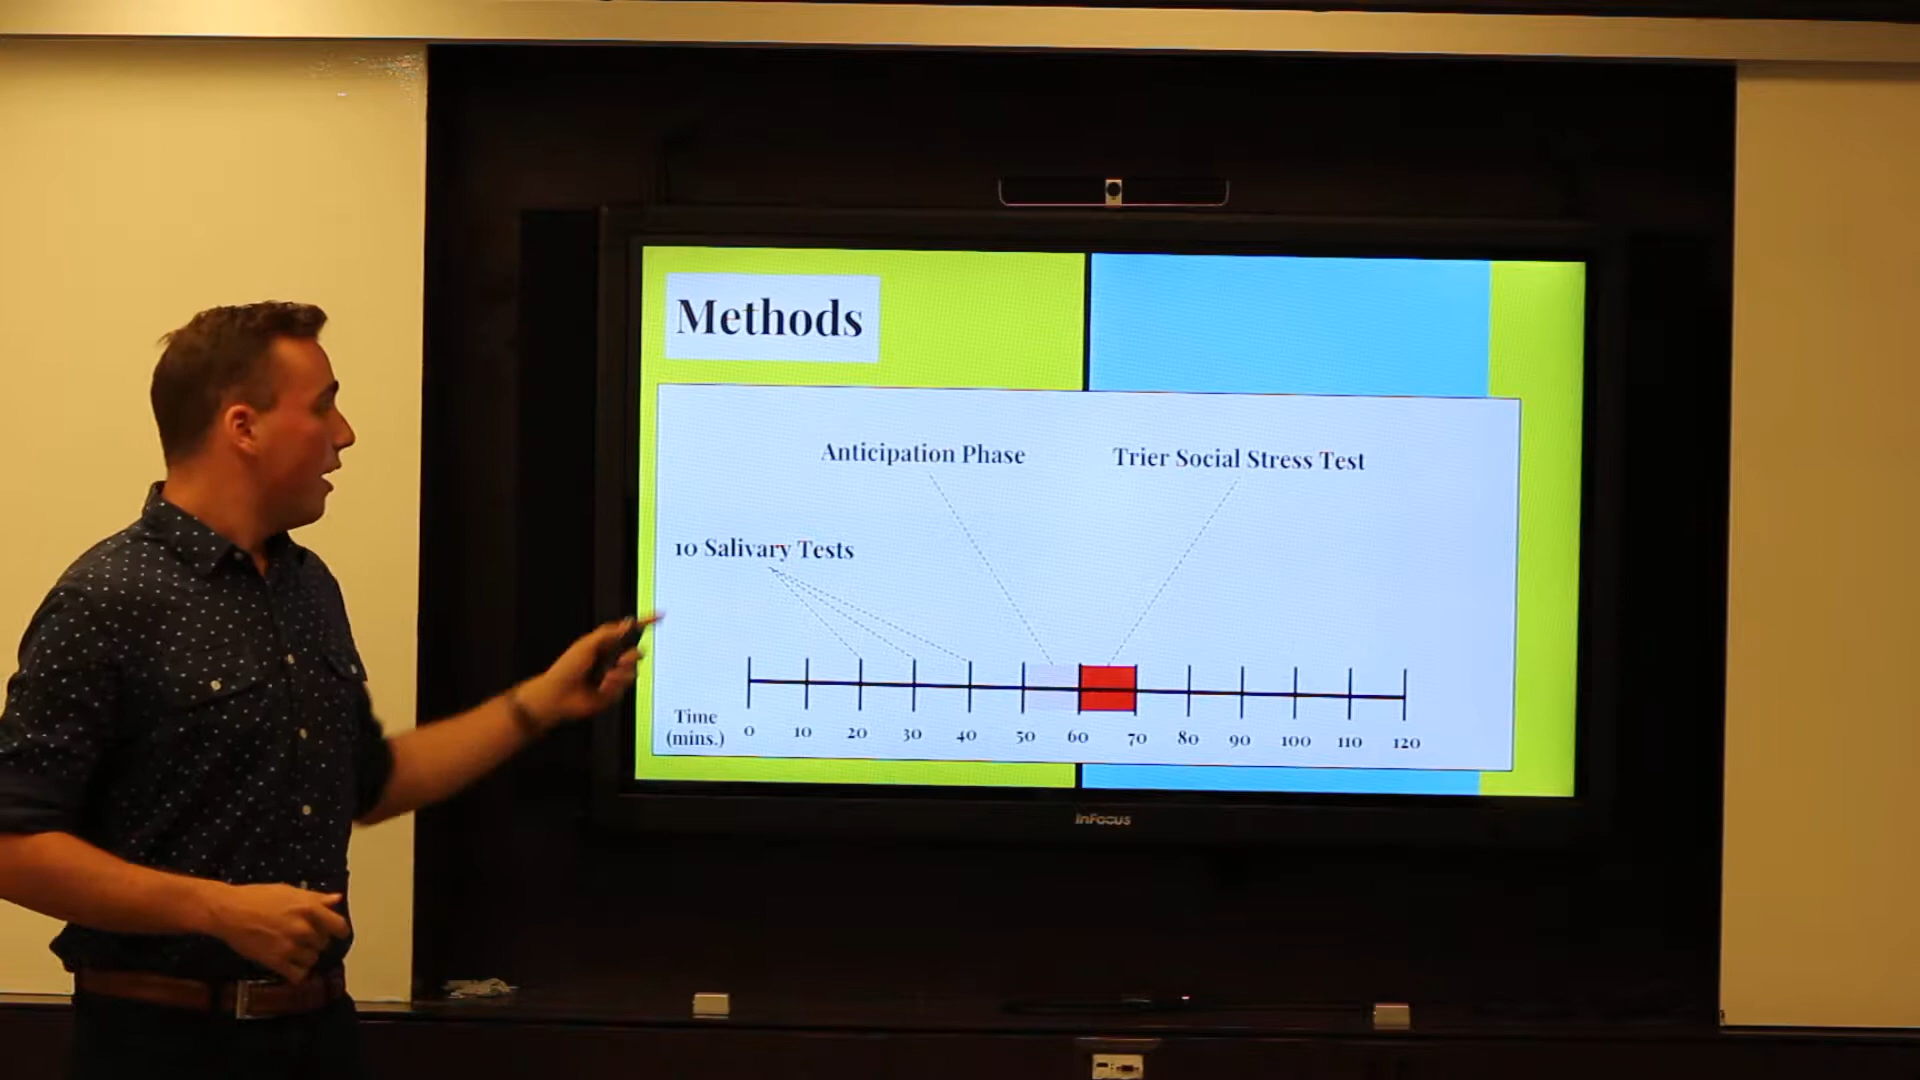 Methods
Anticipation Phase
Trier Social Stress Test
10 Salivary Tests
Time
(mins.)
0 10 20 30 40 50 60 70 80 90 100 110 120
InFocus